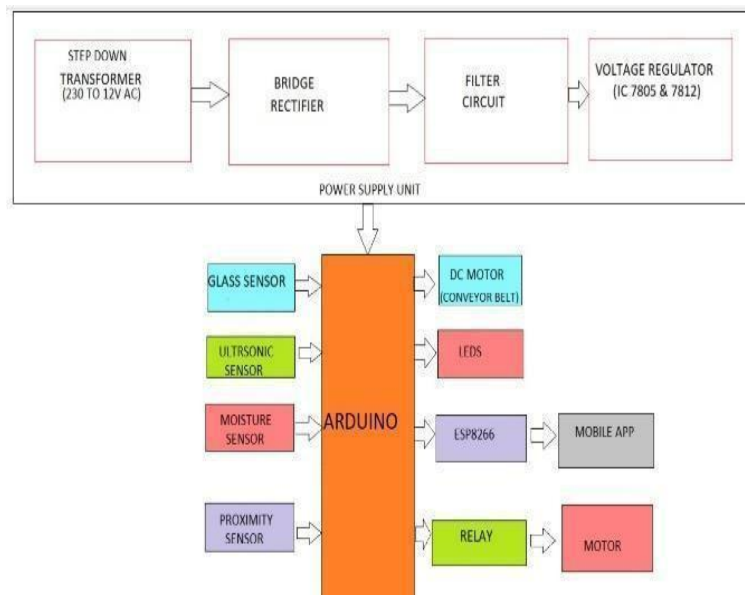 STEP DOWN
TRANSFORMER
(230 TO 12V AC)
BRIDGE
RECTIFIER
FILTER
CIRCUIT
VOLTAGE REGULATOR
(IC 7805 & 7812)
POWER SUPPLY UNIT
GLASS SENSOR
ULTRSONIC
SENSOR
MOISTURE
SENSOR
PROXIMITY
SENSOR
ARDUINO
DC MOTOR
(CONVEYOR BELT)
LEDS
ESP8266
MOBILE APP
RELAY
MOTOR